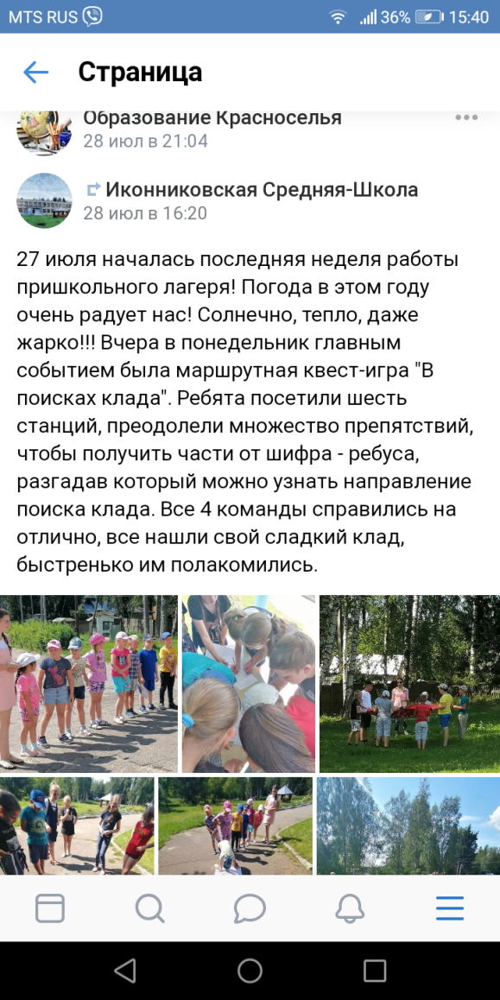 MTS RUS 36% 15:40
Страница
Образование Красноселья
28 июл в 21:04
Иконниковская Средняя-Школа
28 июл в 16:20
27 июля началась последняя неделя работы
пришкольного лагеря! Погода в этом году
очень радует нас! Солнечно, тепло, даже
жарко!!! Вчера в понедельник главным
событием была маршрутная квест-игра "В
поисках клада". Ребята посетили шесть
станций, преодолели множество препятствий,
чтобы получить части от шифра - ребуса,
разгадав который можно узнать направление
поиска клада. Все 4 команды справились на
отлично, все нашли свой сладкий клад,
быстренько им полакомились.